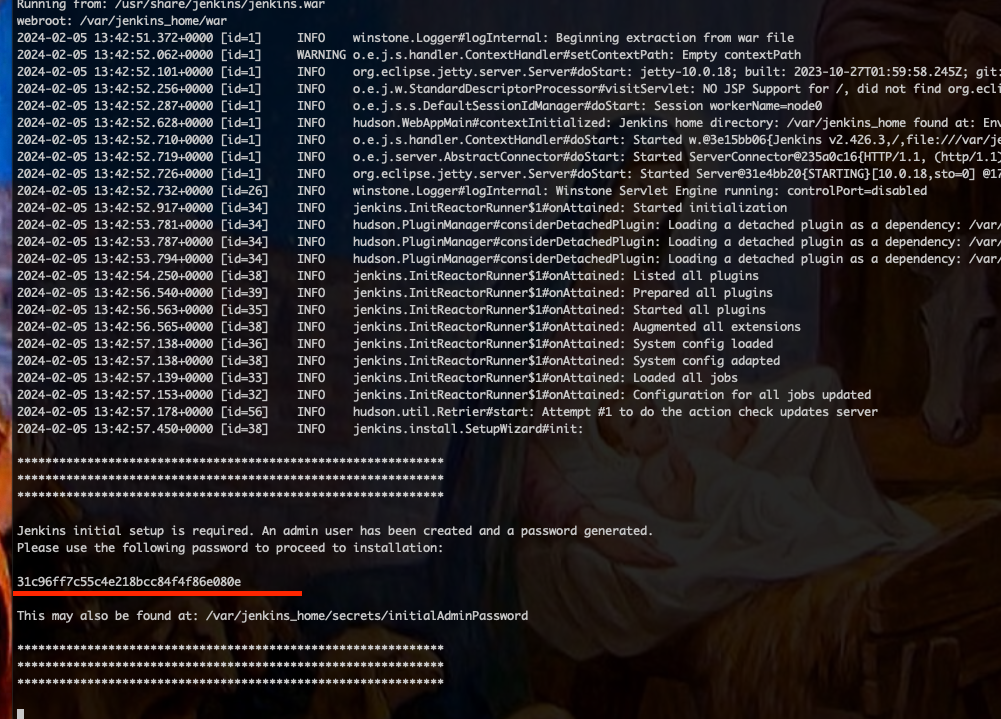 Running from: /usr/share/jenkins/jenkins.war
webroot: /var/jenkins_home/war
2024-02-05 13:42:51.372+0000 [id=1] INFO winstone.Logger#logInternal: Beginning extraction from war file
2024-02-05 13:42:52.062+0000 [id=1] WARNING o.e.j.s.handler.ContextHandler#setContextPath: Empty contextPath
2024-02-05 13:42:52.101+0000 [id=1] INFO org.eclipse.jetty.server.Server#doStart: jetty-10.0.18; built: 2023-10-27T01:59:58.245Z; git:
2024-02-05 13:42:52.256+0000 [id=1] INFO o.e.j.w.StandardDescriptorProcessor#visitServlet: NO JSP Support for /, did not find org.ecli
2024-02-05 13:42:52.287+0000 [id=1] INFO o.e.j.s.s.DefaultSessionIdManager#doStart: Session workerName=node0
2024-02-05 13:42:52.628+0000 [id=1] INFO hudson.WebAppMain#contextInitialized: Jenkins home directory: /var/jenkins_home found at: Env
2024-02-05 13:42:52.710+0000 [id=1] INFO o.e.j.s.handler.ContextHandler#doStart: Started w.@3e15bb06{Jenkins v2.426.3,/,file:///var/je
2024-02-05 13:42:52.719+0000 [id=1] INFO o.e.j.server.AbstractConnector#doStart: Started ServerConnector@235a0c16{HTTP/1.1, (http/1.1)
2024-02-05 13:42:52.726+0000 [id=1] INFO org.eclipse.jetty.server.Server#doStart: Started Server@31e4bb20{STARTING}[10.0.18,sto=0] @17
2024-02-05 13:42:52.732+0000 [id=26] INFO winstone.Logger#logInternal: Winstone Servlet Engine running: controlPort=disabled
2024-02-05 13:42:52.917+0000 [id=34] INFO jenkins.InitReactorRunner$1#onAttained: Started initialization
2024-02-05 13:42:53.781+0000 [id=34] INFO hudson.PluginManager#considerDetachedPlugin: Loading a detached plugin as a dependency: /var/
2024-02-05 13:42:53.787+0000 [id=34] INFO hudson.PluginManager#considerDetachedPlugin: Loading a detached plugin as a dependency: /var/
2024-02-05 13:42:53.794+0000 [id=34] INFO hudson.PluginManager#considerDetachedPlugin: Loading a detached plugin as a dependency: /var/
2024-02-05 13:42:54.250+0000 [id=38] INFO jenkins.InitReactorRunner$1#onAttained: Listed all plugins
2024-02-05 13:42:56.540+0000 [id=39] INFO jenkins.InitReactorRunner$1#onAttained: Prepared all plugins
2024-02-05 13:42:56.563+0000 [id=35] INFO jenkins.InitReactorRunner$1#onAttained: Started all plugins
2024-02-05 13:42:56.565+0000 [id=38] INFO jenkins.InitReactorRunner$1#onAttained: Augmented all extensions
2024-02-05 13:42:57.138+0000 [id=36] INFO jenkins.InitReactorRunner$1#onAttained: System config loaded
2024-02-05 13:42:57.138+0000 [id=38] INFO jenkins.InitReactorRunner$1#onAttained: System config adapted
2024-02-05 13:42:57.139+0000 [id=33] INFO jenkins.InitReactorRunner$1#onAttained: Loaded all jobs
2024-02-05 13:42:57.153+0000 [id=32] INFO jenkins.InitReactorRunner$1#onAttained: Configuration for all jobs updated
2024-02-05 13:42:57.178+0000 [id=56] INFO hudson.util.Retrier#start: Attempt #1 to do the action check updates server
2024-02-05 13:42:57.450+0000 [id=38] INFO jenkins.install.SetupWizard#init:
*************************************************************
*************************************************************
*************************************************************
Jenkins initial setup is required. An admin user has been created and a password generated.
Please use the following password to proceed to installation:
31c96ff7c55c4e218bcc84f4f86e080e
This may also be found at: /var/jenkins_home/secrets/initialAdminPassword
*************************************************************
*************************************************************
*************************************************************